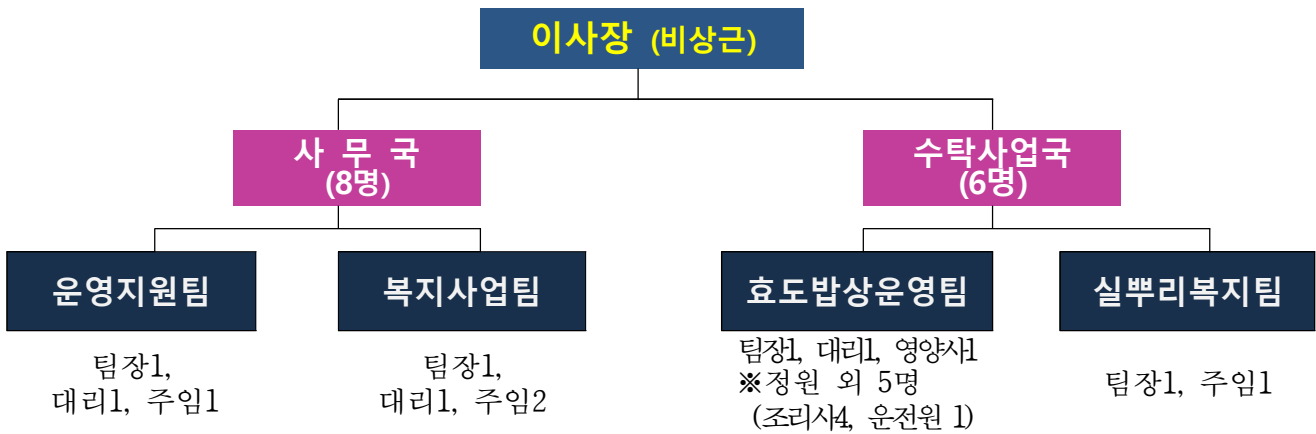 이사장 (비상근)
사 무 국
(8명)
수탁사업국
(6명)
운영지원팀
복지사업팀
효도밥상운영팀
실뿌리복지팀
팀장1,
대리1, 주임1
팀장1,
대리1, 주임2
팀장1, 대리1, 영양사1
※정원 외 5명
(조리사4, 운전원 1)
팀장1, 주임1